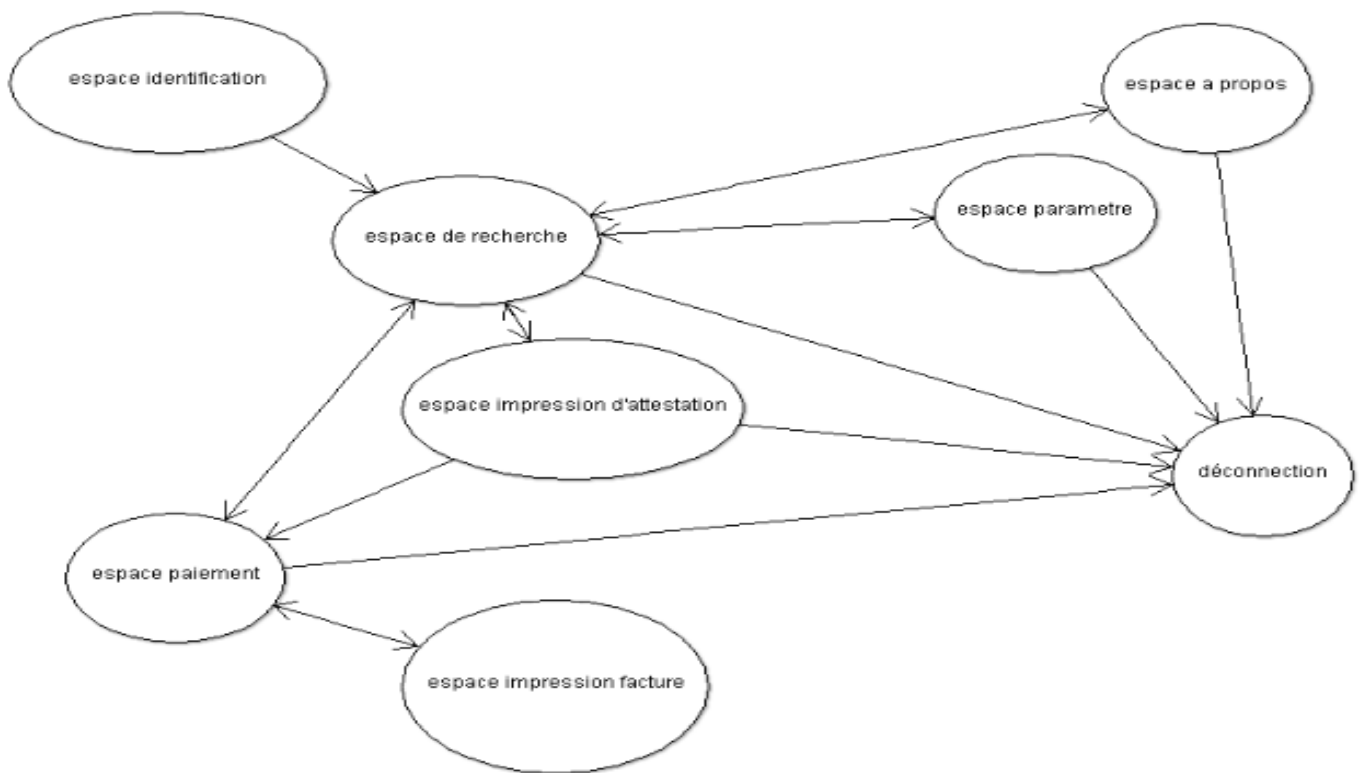 espace identification
espace a propos
espace parametre
espace de recherche
espace impression d'attestation
déconnection
espace paiement
espace impression facture